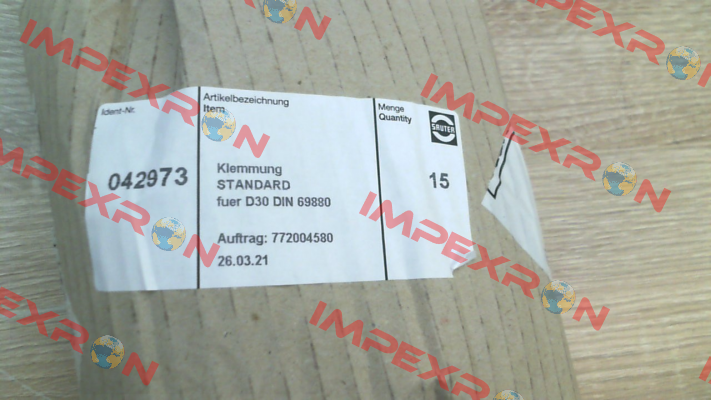 Ident-Nr.
Artikelbezeichnung
Item
Menge
Quantity
SAUTER
042973
Klemmung
STANDARD
fuer D30 DIN 69880
15
Auftrag: 772004580
26.03.21
IMPEXRON
IMPEXRON
IMPEXRON
IMPEXRON
IMPEXRON
IMPEXRON
IMPEXRON
IMPEXRON